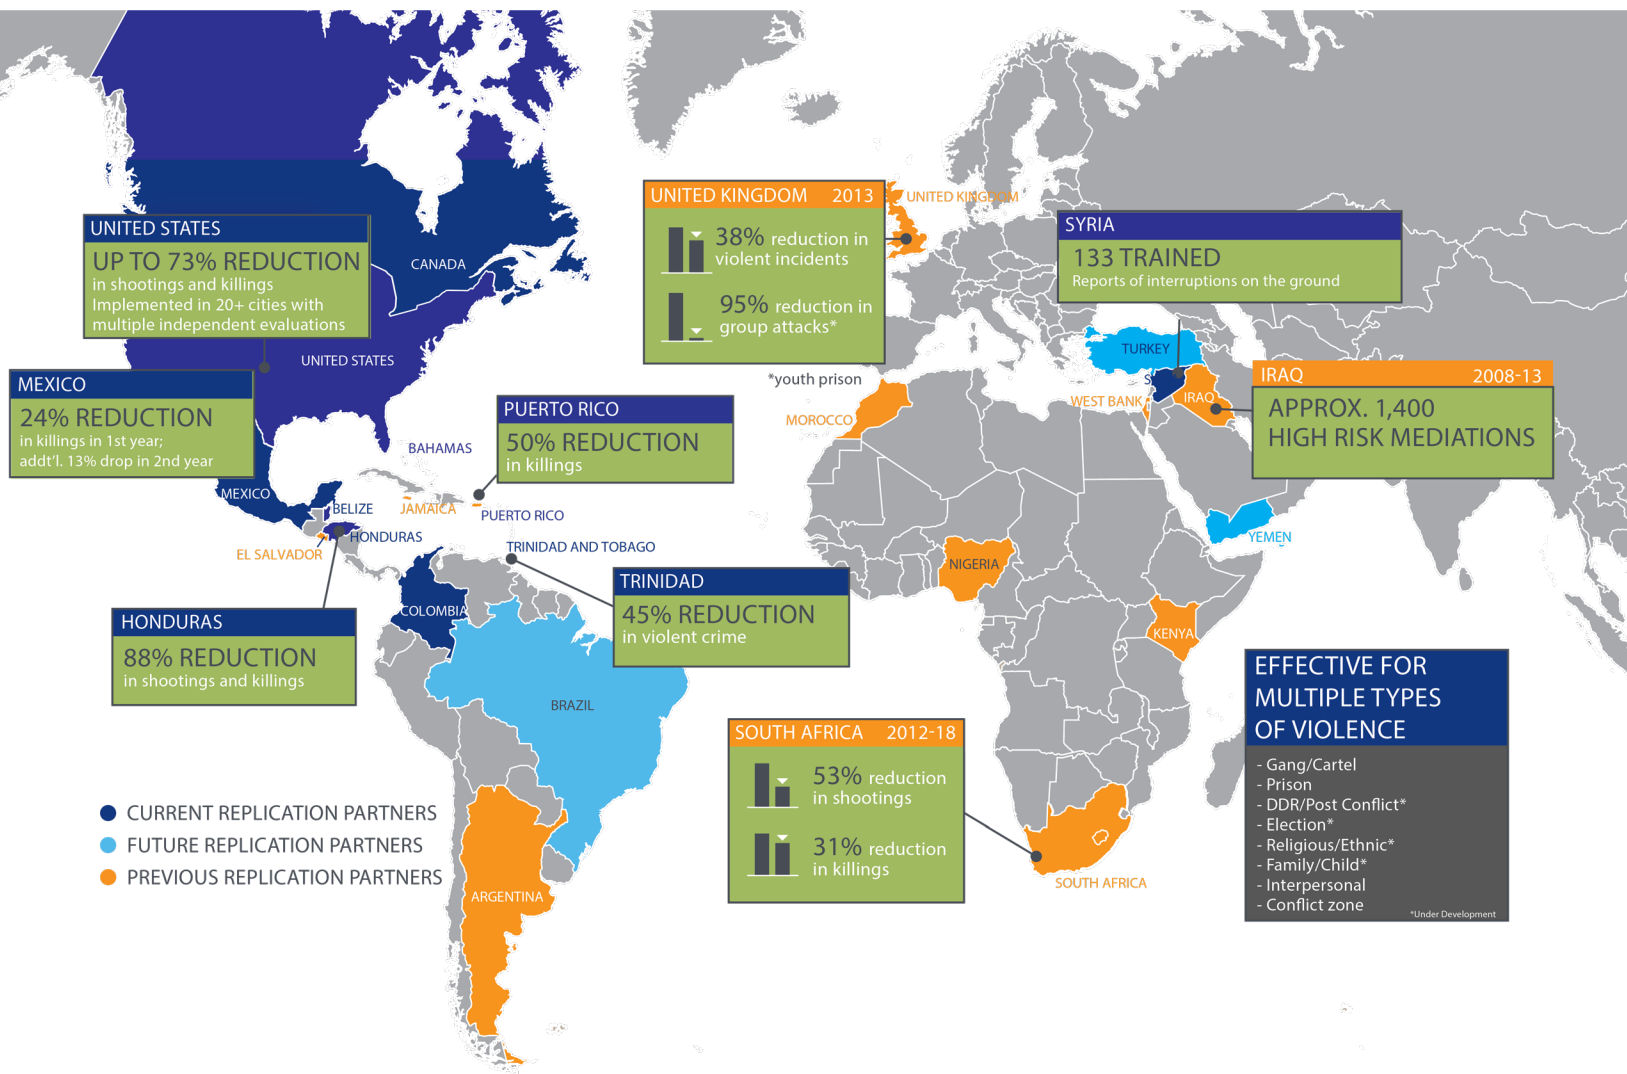 UNITED STATES
UP TO 73% REDUCTION
in shootings and killings
Implemented in 20+ cities with
multiple independent evaluations
CANADA
UNITED STATES
MEXICO
24% REDUCTION
in killings in 1st year;
addt'l. 13% drop in 2nd year
MEXICO
BELIZE
HONDURAS
EL SALVADOR
BAHAMAS
JAMAICA
PUERTO RICO
50% REDUCTION
in killings
PUERTO RICO
TRINIDAD AND TOBAGO
TRINIDAD
45% REDUCTION
in violent crime
HONDURAS
88% REDUCTION
in shootings and killings
COLOMBIA
BRAZIL
ARGENTINA
UNITED KINGDOM 2013
38% reduction in
violent incidents
95% reduction in
group attacks*
*youth prison
UNITED KINGDOM
MOROCCO
SYRIA
133 TRAINED
Reports of interruptions on the ground
TURKEY
S
WEST BANK
IRAQ
IRAQ 2008-13
APPROX. 1,400
HIGH RISK MEDIATIONS
YEMEN
NIGERIA
KENYA
SOUTH AFRICA 2012-18
53% reduction
in shootings
31% reduction
in killings
SOUTH AFRICA
EFFECTIVE FOR
MULTIPLE TYPES
OF VIOLENCE
- Gang/Cartel
- Prison
- DDR/Post Conflict*
- Election*
- Religious/Ethnic*
- Family/Child*
- Interpersonal
- Conflict zone
*Under Development
CURRENT REPLICATION PARTNERS
FUTURE REPLICATION PARTNERS
PREVIOUS REPLICATION PARTNERS